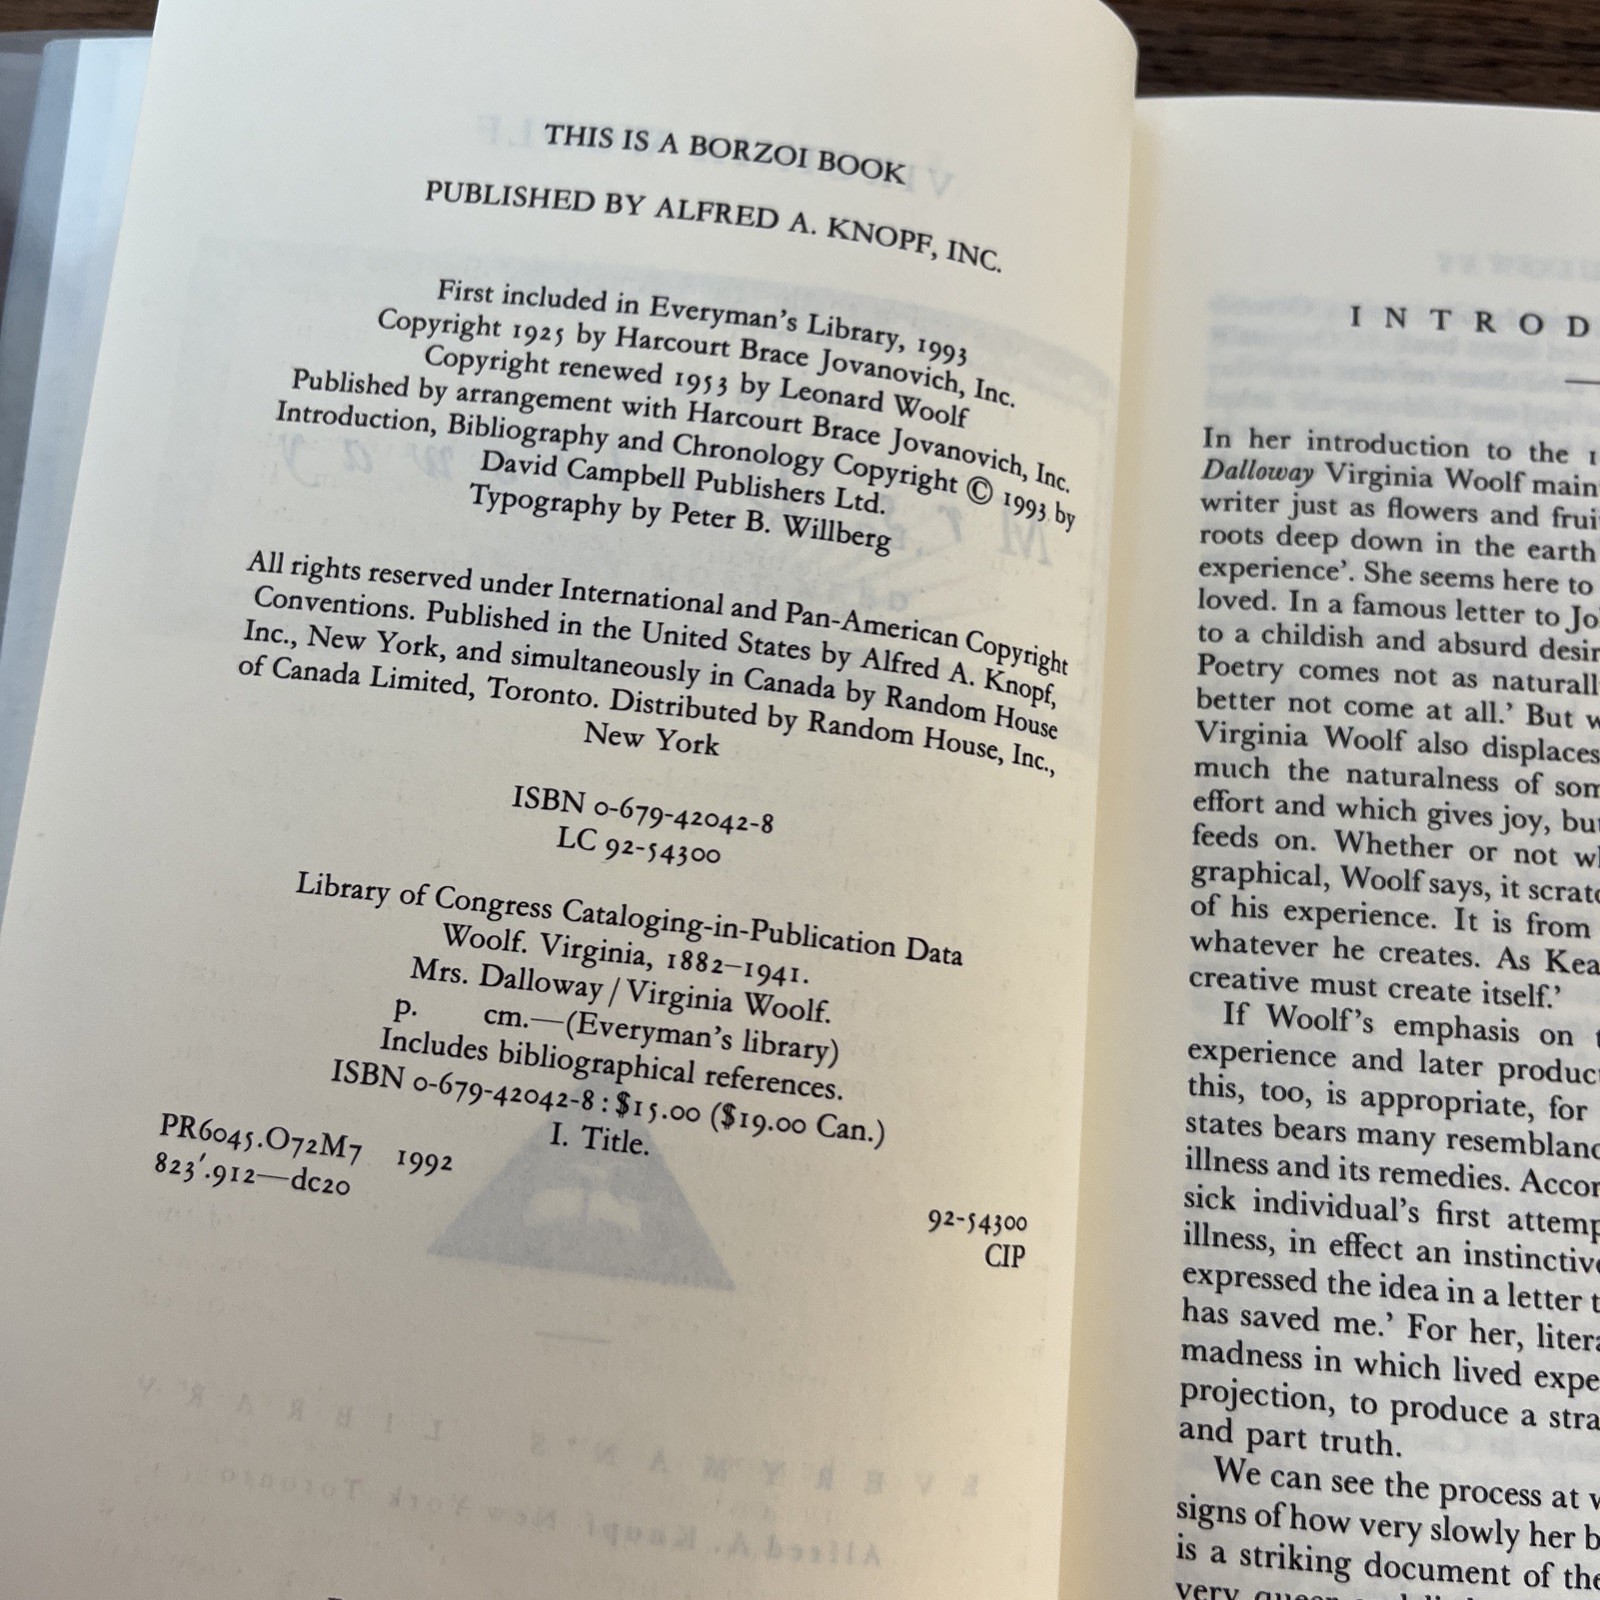 THIS IS A BORZOI BOOK
PUBLISHED BY ALFRED A. KNOPF, INC.
First included in Everyman's Library, 1993
Copyright 1925 by Harcourt Brace Jovanovich, Inc.
Copyright renewed 1953 by Leonard Woolf
Published by arrangement with Harcourt Brace Jovanovich, Inc.
Introduction, Bibliography and Chronology Copyright © 1993 by
David Campbell Publishers Ltd.
Typography by Peter B. Willberg
All rights reserved under International and Pan-American Copyright
Conventions. Published in the United States by Alfred A. Knopf,
Inc., New York, and simultaneously in Canada by Random House
of Canada Limited, Toronto. Distributed by Random House, Inc.,
New York
ISBN 0-679-42042-8
LC 92-54300
Library of Congress Cataloging-in-Publication Data
Woolf. Virginia, 1882–1941.
Mrs. Dalloway / Virginia Woolf.
p. cm.—(Everyman's library)
Includes bibliographical references.
ISBN 0-679-42042-8 : $15.00 ($19.00 Can.)
I. Title.
PR6045.O72M7 1992
823'.912—dc20
92-54300
CIP
INTROD
In her introduction to the 1
Dalloway Virginia Woolf main
writer just as flowers and frui
roots deep down in the earth
experience'. She seems here to
loved. In a famous letter to Jo
to a childish and absurd desir
Poetry comes not as naturall
better not come at all.' But w
Virginia Woolf also displaces
much the naturalness of som
effort and which gives joy, bu
feeds on. Whether or not w
graphical, Woolf says, it scratc
of his experience. It is from
whatever he creates. As Kea
creative must create itself.'
If Woolf's emphasis on t
experience and later produc
this, too, is appropriate, for
states bears many resemblanc
illness and its remedies. Accor
sick individual's first attemp
illness, in effect an instinctiv
expressed the idea in a letter t
has saved me.' For her, litera
madness in which lived expe
projection, to produce a stra
and part truth.
We can see the process at w
signs of how very slowly her b
is a striking document of the
very